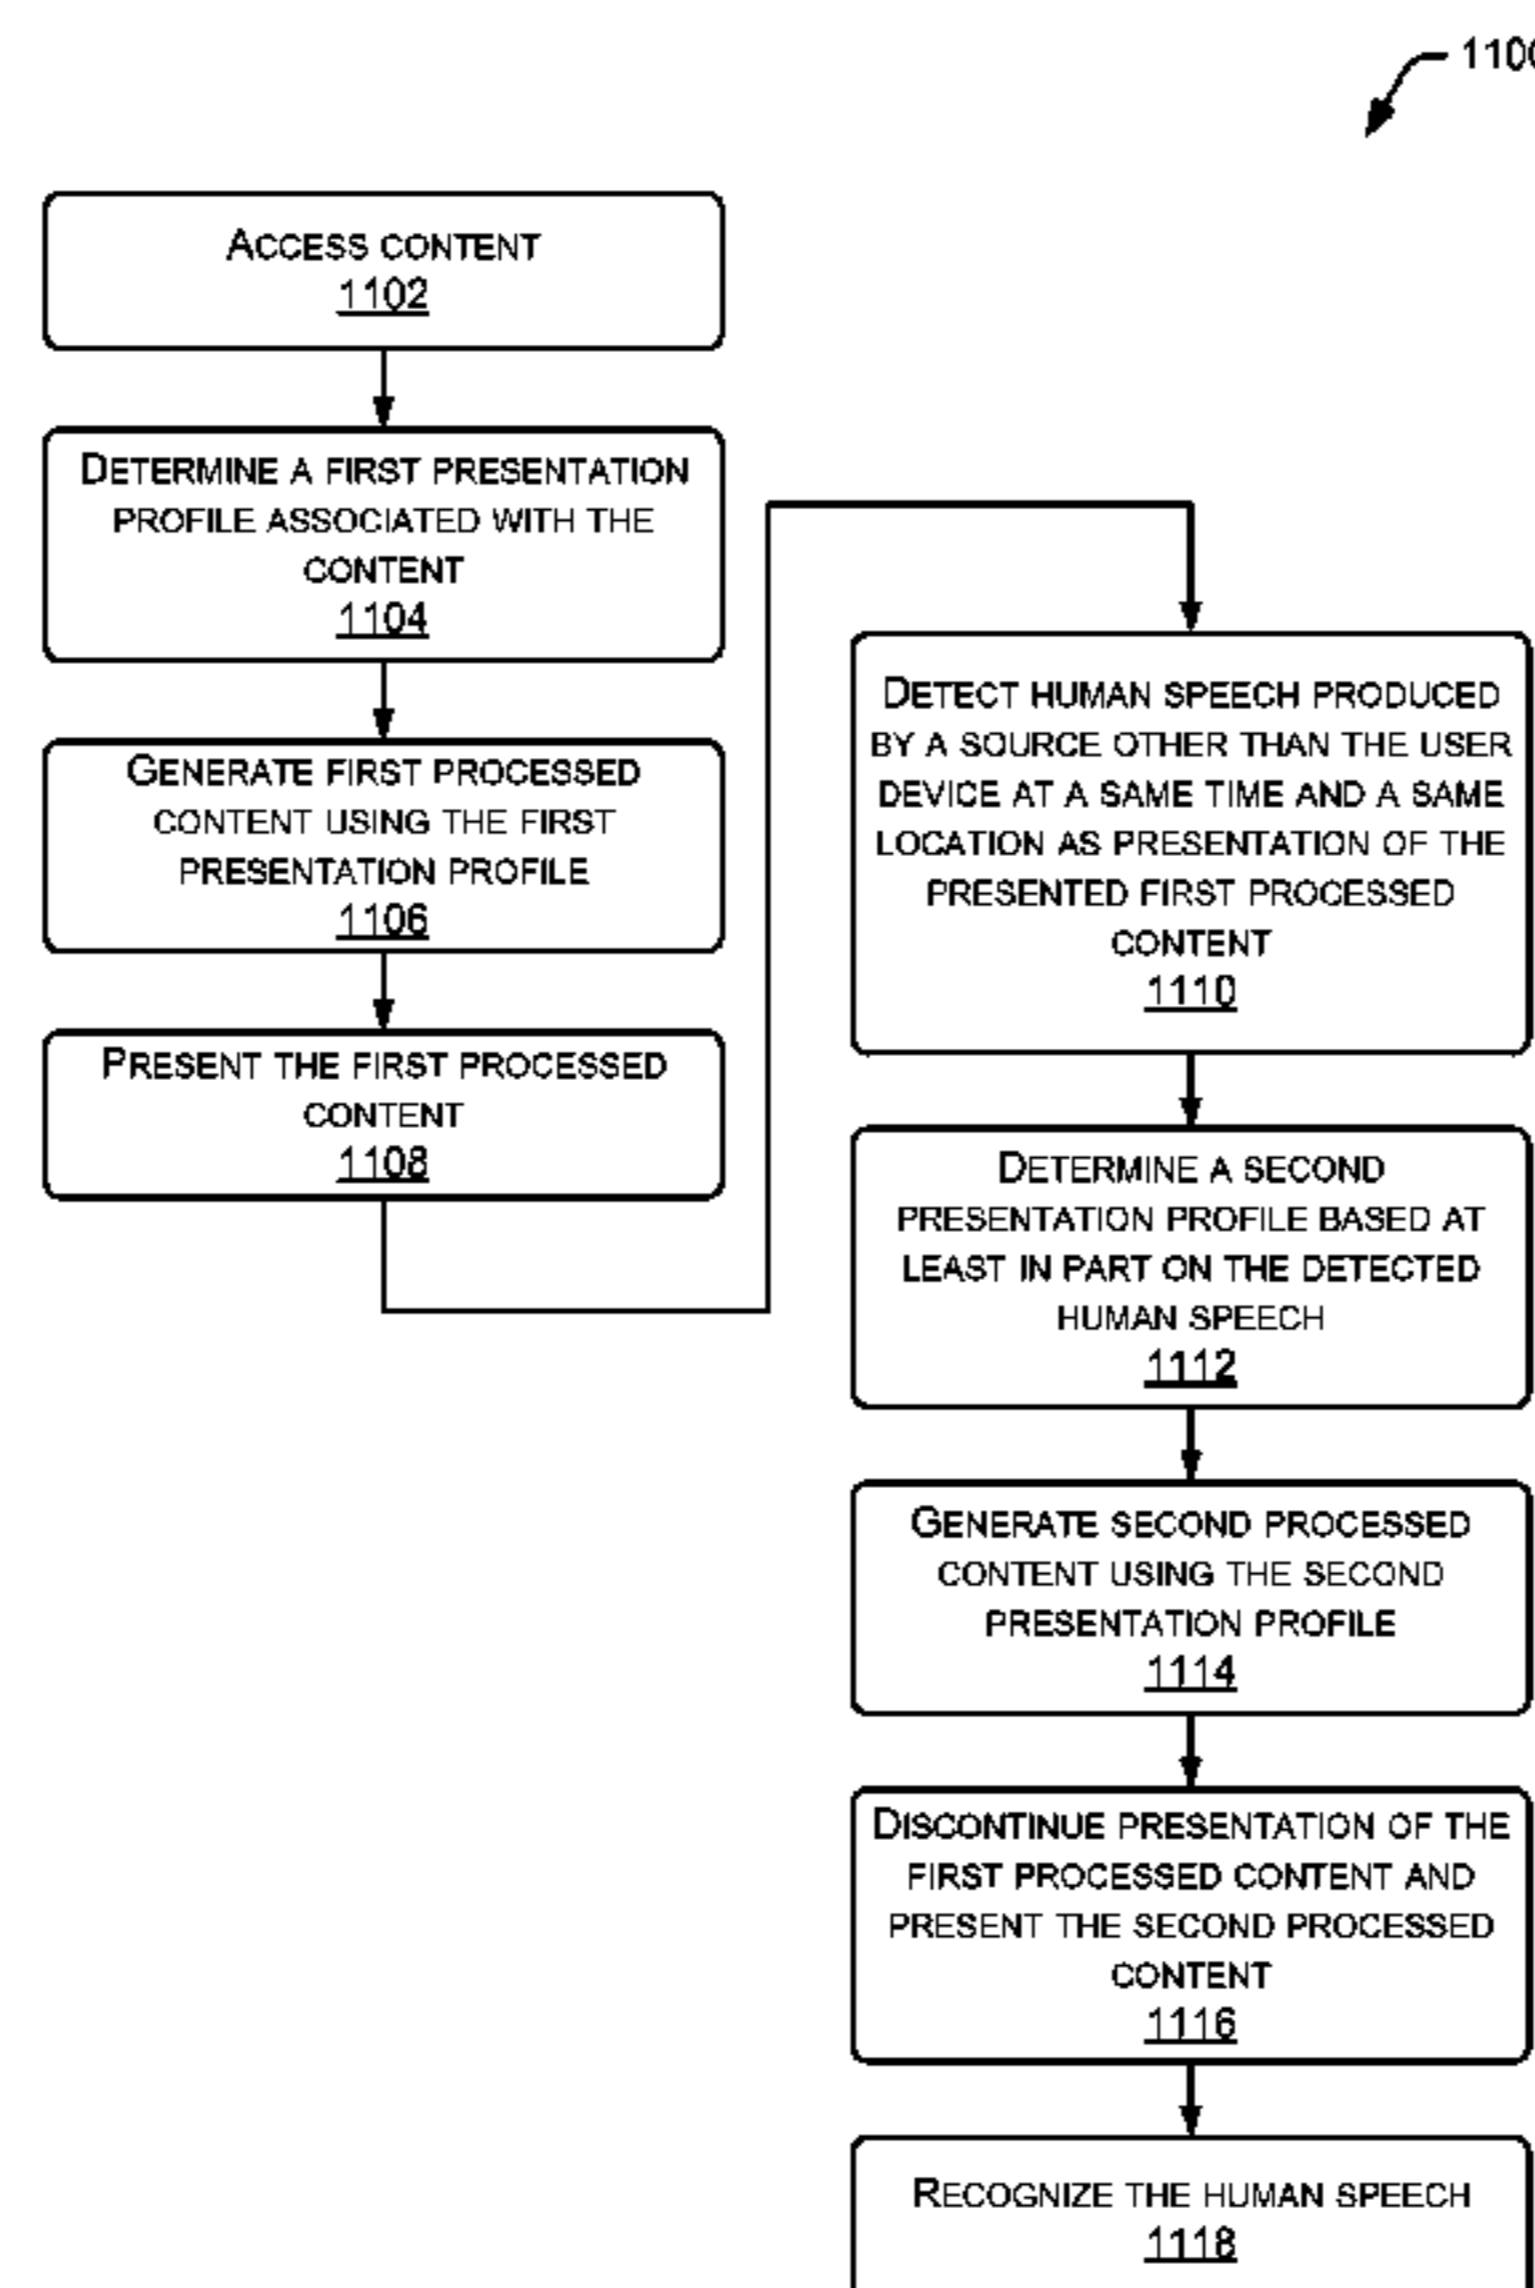 1100
ACCESS CONTENT
1102
DETERMINE A FIRST PRESENTATION
PROFILE ASSOCIATED WITH THE
CONTENT
1104
GENERATE FIRST PROCESSED
CONTENT USING THE FIRST
PRESENTATION PROFILE
1106
PRESENT THE FIRST PROCESSED
CONTENT
1108
DETECT HUMAN SPEECH PRODUCED
BY A SOURCE OTHER THAN THE USER
DEVICE AT A SAME TIME AND A SAME
LOCATION AS PRESENTATION OF THE
PRESENTED FIRST PROCESSED
CONTENT
1110
DETERMINE A SECOND
PRESENTATION PROFILE BASED AT
LEAST IN PART ON THE DETECTED
HUMAN SPEECH
1112
GENERATE SECOND PROCESSED
CONTENT USING THE SECOND
PRESENTATION PROFILE
1114
DISCONTINUE PRESENTATION OF THE
FIRST PROCESSED CONTENT AND
PRESENT THE SECOND PROCESSED
CONTENT
1116
RECOGNIZE THE HUMAN SPEECH
1118